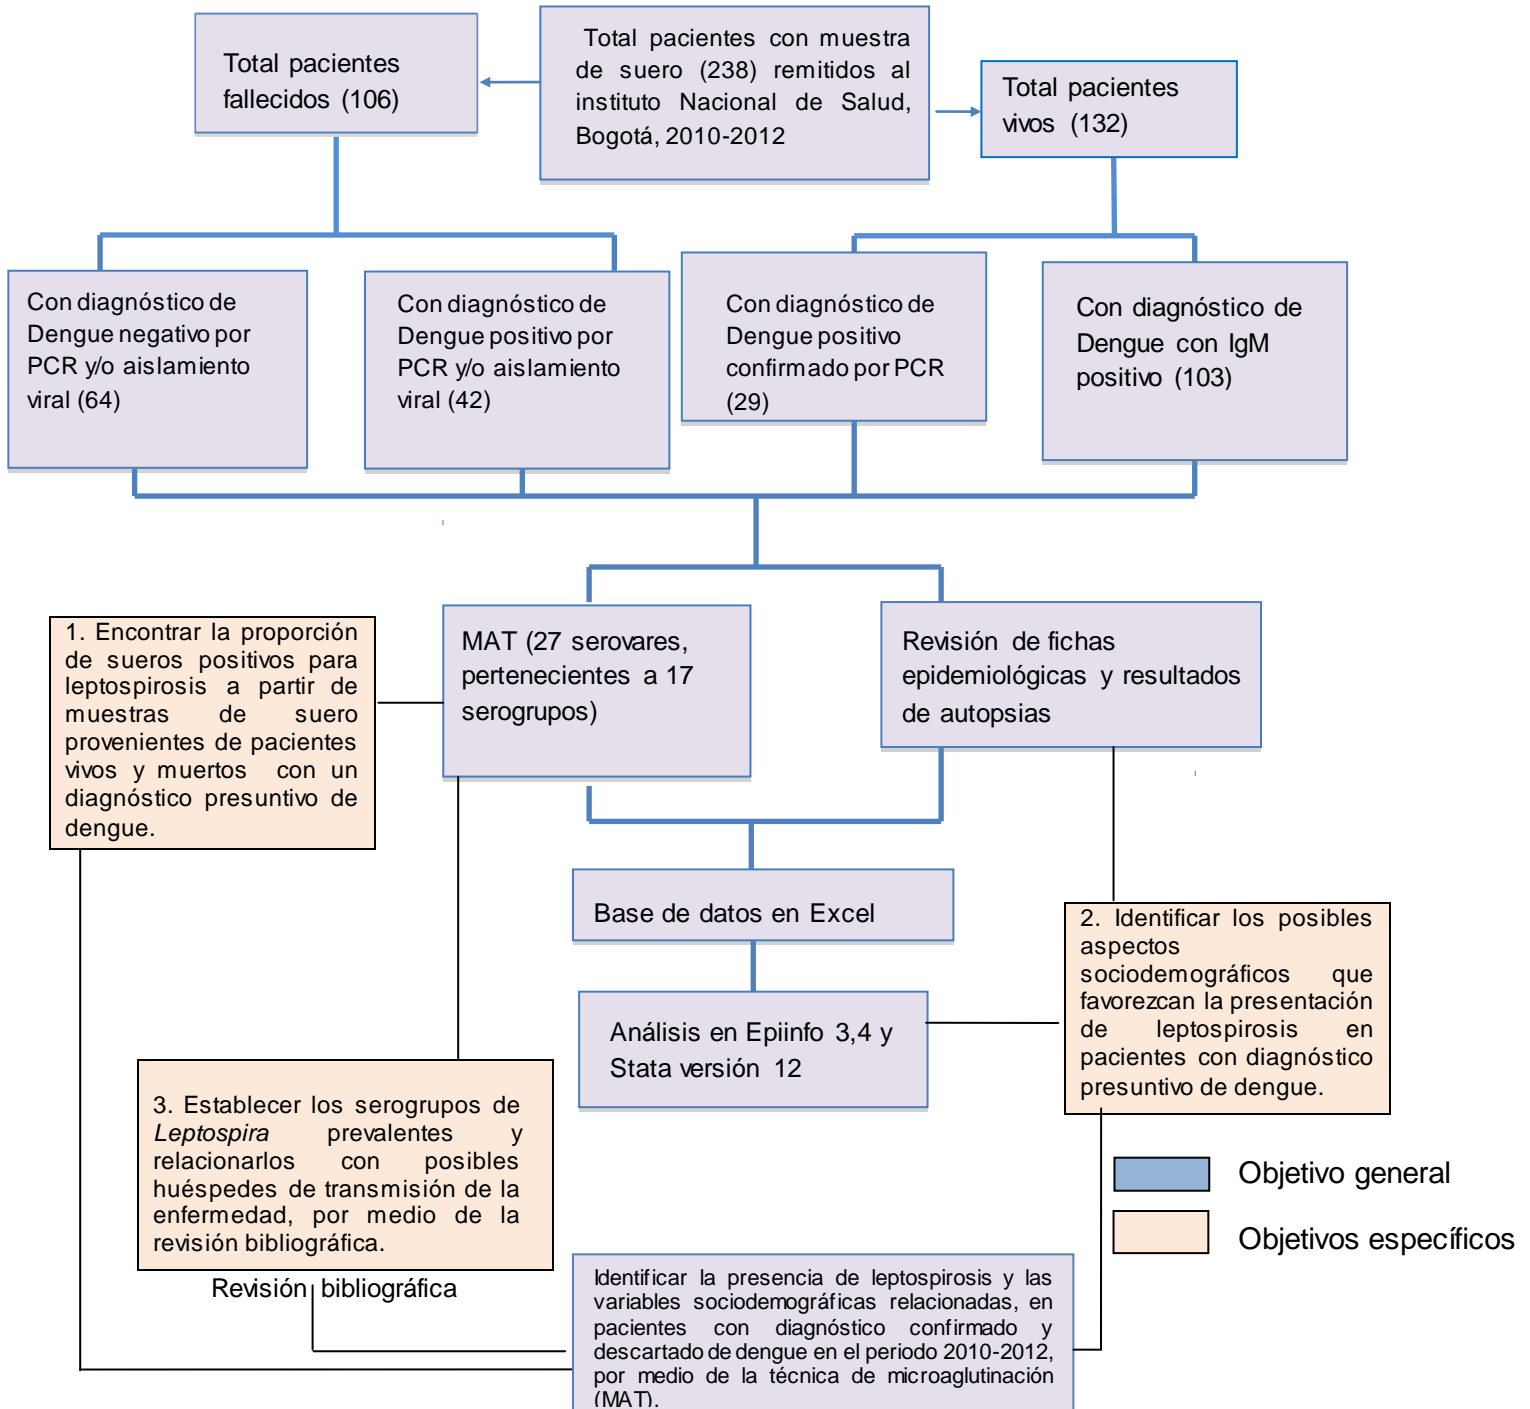 Total pacientes
fallecidos (106)
Total pacientes con muestra
de suero (238) remitidos al
instituto Nacional de Salud,
Bogotá, 2010-2012
Total pacientes
vivos (132)
Con diagnóstico de
Dengue negativo por
PCR y/o aislamiento
viral (64)
Con diagnóstico de
Dengue positivo por
PCR y/o aislamiento
viral (42)
Con diagnóstico de
Dengue positivo
confirmado por PCR
(29)
Con diagnóstico de
Dengue con IgM
positivo (103)
1. Encontrar la proporción
de sueros positivos para
leptospirosis a partir de
muestras de suero
provenientes de pacientes
vivos y muertos con un
diagnóstico presuntivo de
dengue.
MAT (27 serovares,
pertenecientes a 17
serogrupos)
Revisión de fichas
epidemiológicas y resultados
de autopsias
Base de datos en Excel
2. Identificar los posibles
aspectos
sociodemográficos que
favorezcan la presentación
de leptospirosis en
pacientes con diagnóstico
presuntivo de dengue.
Análisis en Epiinfo 3,4 y
Stata versión 12
3. Establecer los serogrupos de
Leptospira prevalentes y
relacionarlos con posibles
huéspedes de transmisión de la
enfermedad, por medio de la
revisión bibliográfica.
Revisión bibliográfica
Objetivo general
Objetivos específicos
Identificar la presencia de leptospirosis y las
variables sociodemográficas relacionadas, en
pacientes con diagnóstico confirmado y
descartado de dengue en el periodo 2010-2012,
por medio de la técnica de microaglutinación
(MAT).